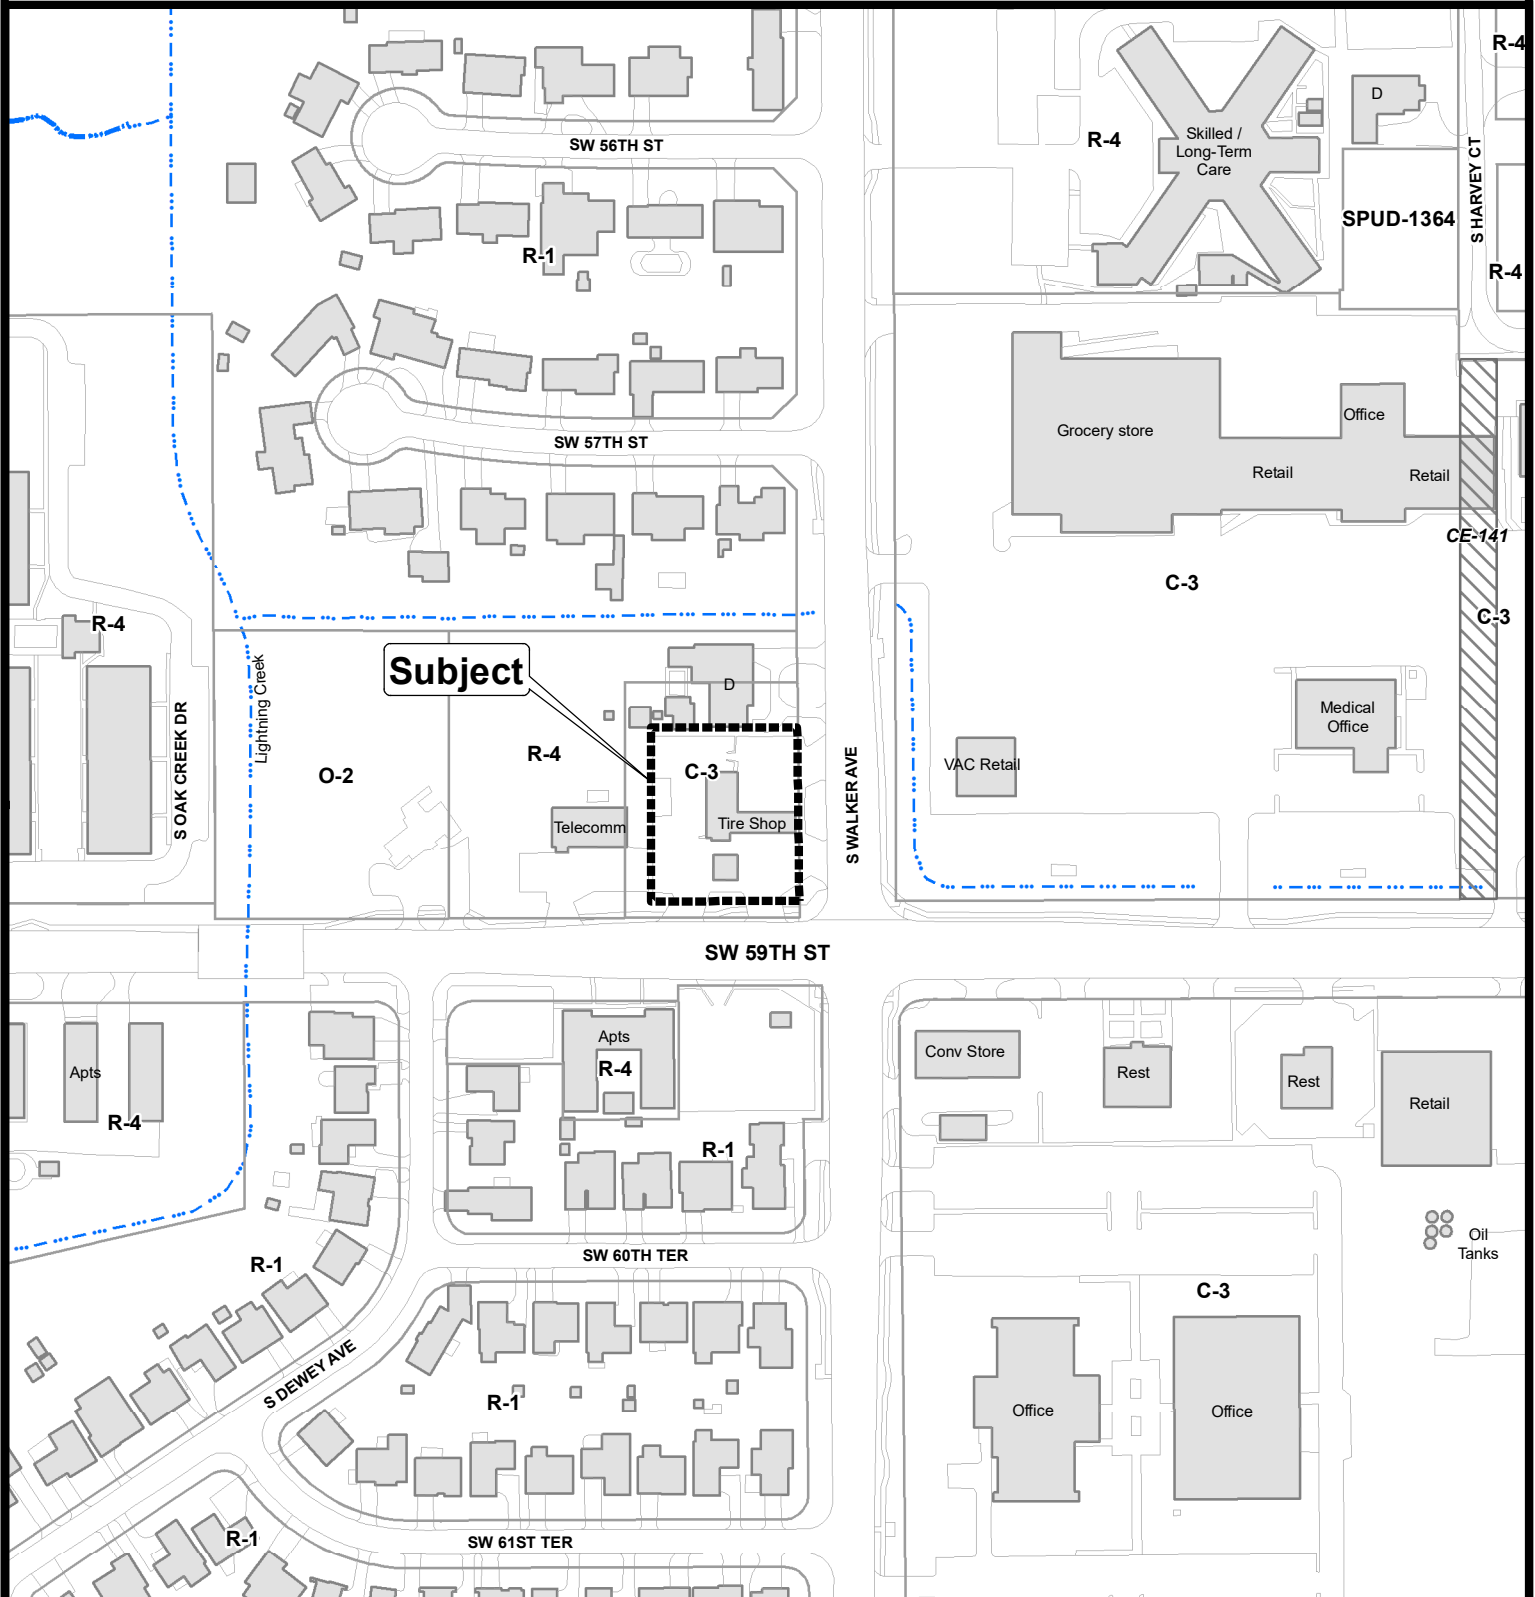 R-4
D
SW 56TH ST
R-4
Skilled /
Long-Term
Care
S HARVEY CT
SPUD-1364
R-1
R-4
SW 57TH ST
Grocery store
Office
Retail
Retail
CE-141
C-3
C-3
R-4
Lightning Creek
Subject
D
S OAK CREEK DR
O-2
R-4
C-3
Telecomm
Tire Shop
S WALKER AVE
VAC Retail
Medical
Office
SW 59TH ST
Apts
R-4
Apts
R-4
Conv Store
Rest
Rest
Retail
R-1
SW 60TH TER
R-1
Oil
Tanks
C-3
S DEWEY AVE
R-1
Office
Office
R-1
SW 61ST TER